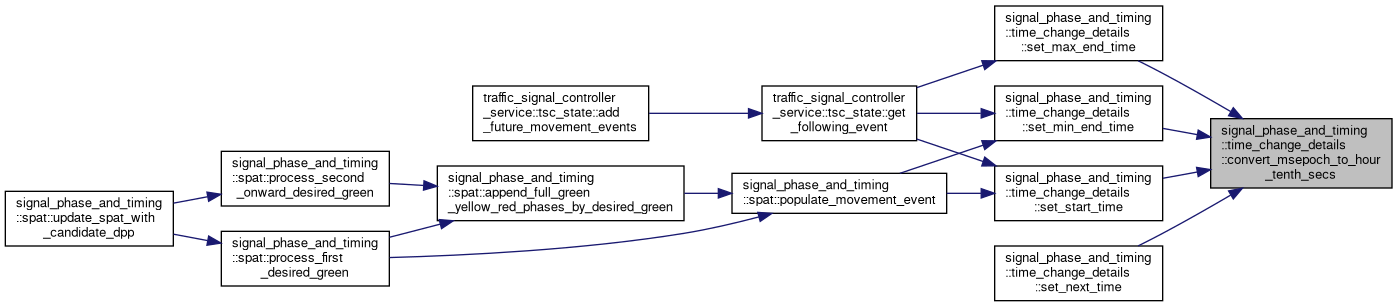 signal_phase_and_timing
::time_change_details
::set_max_end_time
traffic_signal_controller
_service::tsc_state::add
_future_movement_events
traffic_signal_controller
_service::tsc_state::get
_following_event
signal_phase_and_timing
::time_change_details
::set_min_end_time
signal_phase_and_timing
::time_change_details
::convert_msepoch_to_hour
_tenth_secs
signal_phase_and_timing
::spat::process_second
_onward_desired_green
signal_phase_and_timing
::spat::append_full_green
_yellow_red_phases_by_desired_green
signal_phase_and_timing
::spat::populate_movement_event
signal_phase_and_timing
::time_change_details
::set_start_time
signal_phase_and_timing
::spat::update_spat_with
_candidate_dpp
signal_phase_and_timing
::spat::process_first
_desired_green
signal_phase_and_timing
::time_change_details
::set_next_time